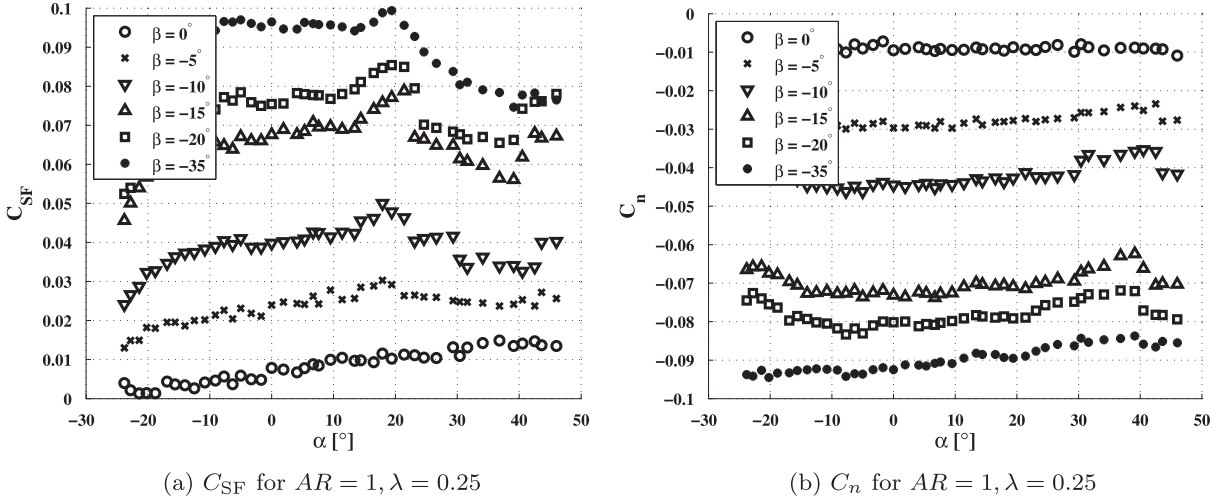 0.1
0.09
0.08
0.07
0.06
0.05
0.04
0.03
0.02
0.01
0
C_SF
β = 0°
β = −5°
β = −10°
β = −15°
β = −20°
β = −35°
−30 −20 −10 0 10 20 30 40 50
α [°]
(a) C_SF for AR = 1, λ = 0.25
0
−0.01
−0.02
−0.03
−0.04
−0.05
−0.06
−0.07
−0.08
−0.09
−0.1
C_n
β = 0°
β = −5°
β = −10°
β = −15°
β = −20°
β = −35°
−30 −20 −10 0 10 20 30 40 50
α [°]
(b) C_n for AR = 1, λ = 0.25